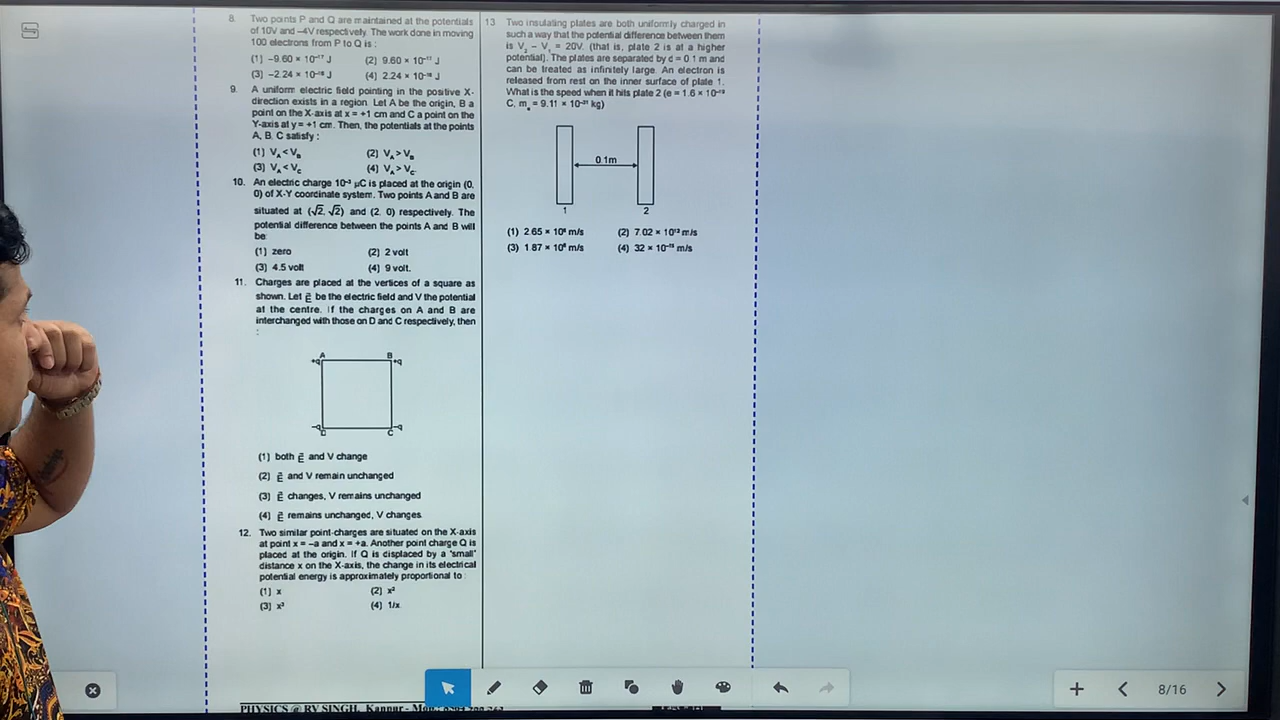 8. Two points P and Q are maintained at the potentials
of 10V and –4V respectively. The work done in moving
100 electrons from P to Q is :
(1) –9.60 × 10⁻¹⁷ J (2) 9.60 × 10⁻¹⁷ J
(3) –2.24 × 10⁻¹⁶ J (4) 2.24 × 10⁻¹⁶ J
9. A uniform electric field pointing in the positive X-
direction exists in a region. Let A be the origin, B a
point on the X-axis at x = +1 cm and C a point on the
Y-axis at y = +1 cm. Then, the potentials at the points
A, B, C satisfy :
(1) V_A < V_B (2) V_A > V_B
(3) V_A < V_C (4) V_A > V_C
10. An electric charge 10⁻³ μC is placed at the origin (0,
0) of X-Y coordinate system. Two points A and B are
situated at (√2, √2) and (2, 0) respectively. The
potential difference between the points A and B will
be
(1) zero (2) 2 volt
(3) 4.5 volt (4) 9 volt.
11. Charges are placed at the vertices of a square as
shown. Let E⃗ be the electric field and V the potential
at the centre. If the charges on A and B are
interchanged with those on D and C respectively, then
:
A B
+q +q
–q –q
D C
(1) both E⃗ and V change
(2) E⃗ and V remain unchanged
(3) E⃗ changes, V remains unchanged
(4) E⃗ remains unchanged, V changes
12. Two similar point-charges are situated on the X-axis
at point x = –a and x = +a. Another point charge Q is
placed at the origin. If Q is displaced by a "small"
distance x on the X-axis, the change in its electrical
potential energy is approximately proportional to :
(1) x (2) x²
(3) x³ (4) 1/x
13 Two insulating plates are both uniformly charged in
such a way that the potential difference between them
is V₂ – V₁ = 20V. (that is, plate 2 is at a higher
potential). The plates are separated by d = 0.1 m and
can be treated as infinitely large. An electron is
released from rest on the inner surface of plate 1.
What is the speed when it hits plate 2 (e = 1.6 × 10⁻¹⁹
C, mₑ = 9.11 × 10⁻³¹ kg)
0.1m
1 2
(1) 2.65 × 10⁶ m/s (2) 7.02 × 10¹² m/s
(3) 1.87 × 10⁶ m/s (4) 32 × 10⁻¹⁹ m/s
PHYSICS @ RV SINGH, Kanpur -
8/16